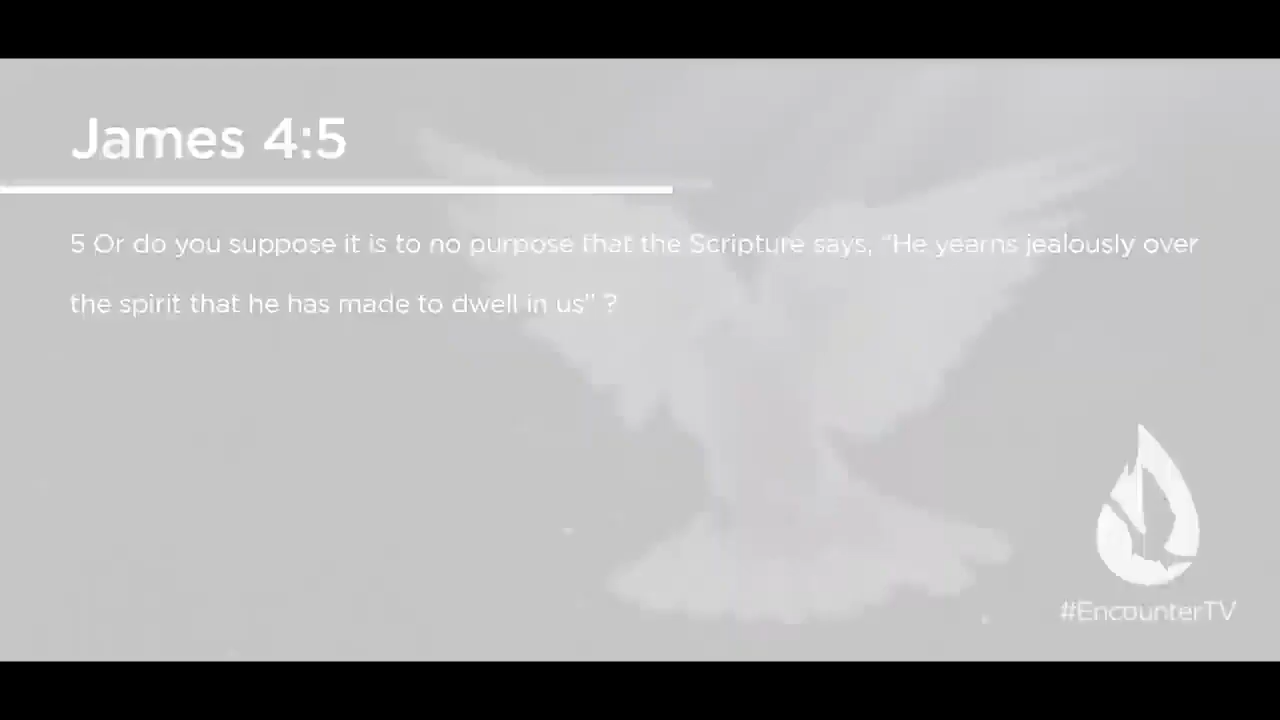 James 4:5
5 Or do you suppose it is to no purpose that the Scripture says, “He yearns jealously over
the spirit that he has made to dwell in us” ?
#EncounterTV